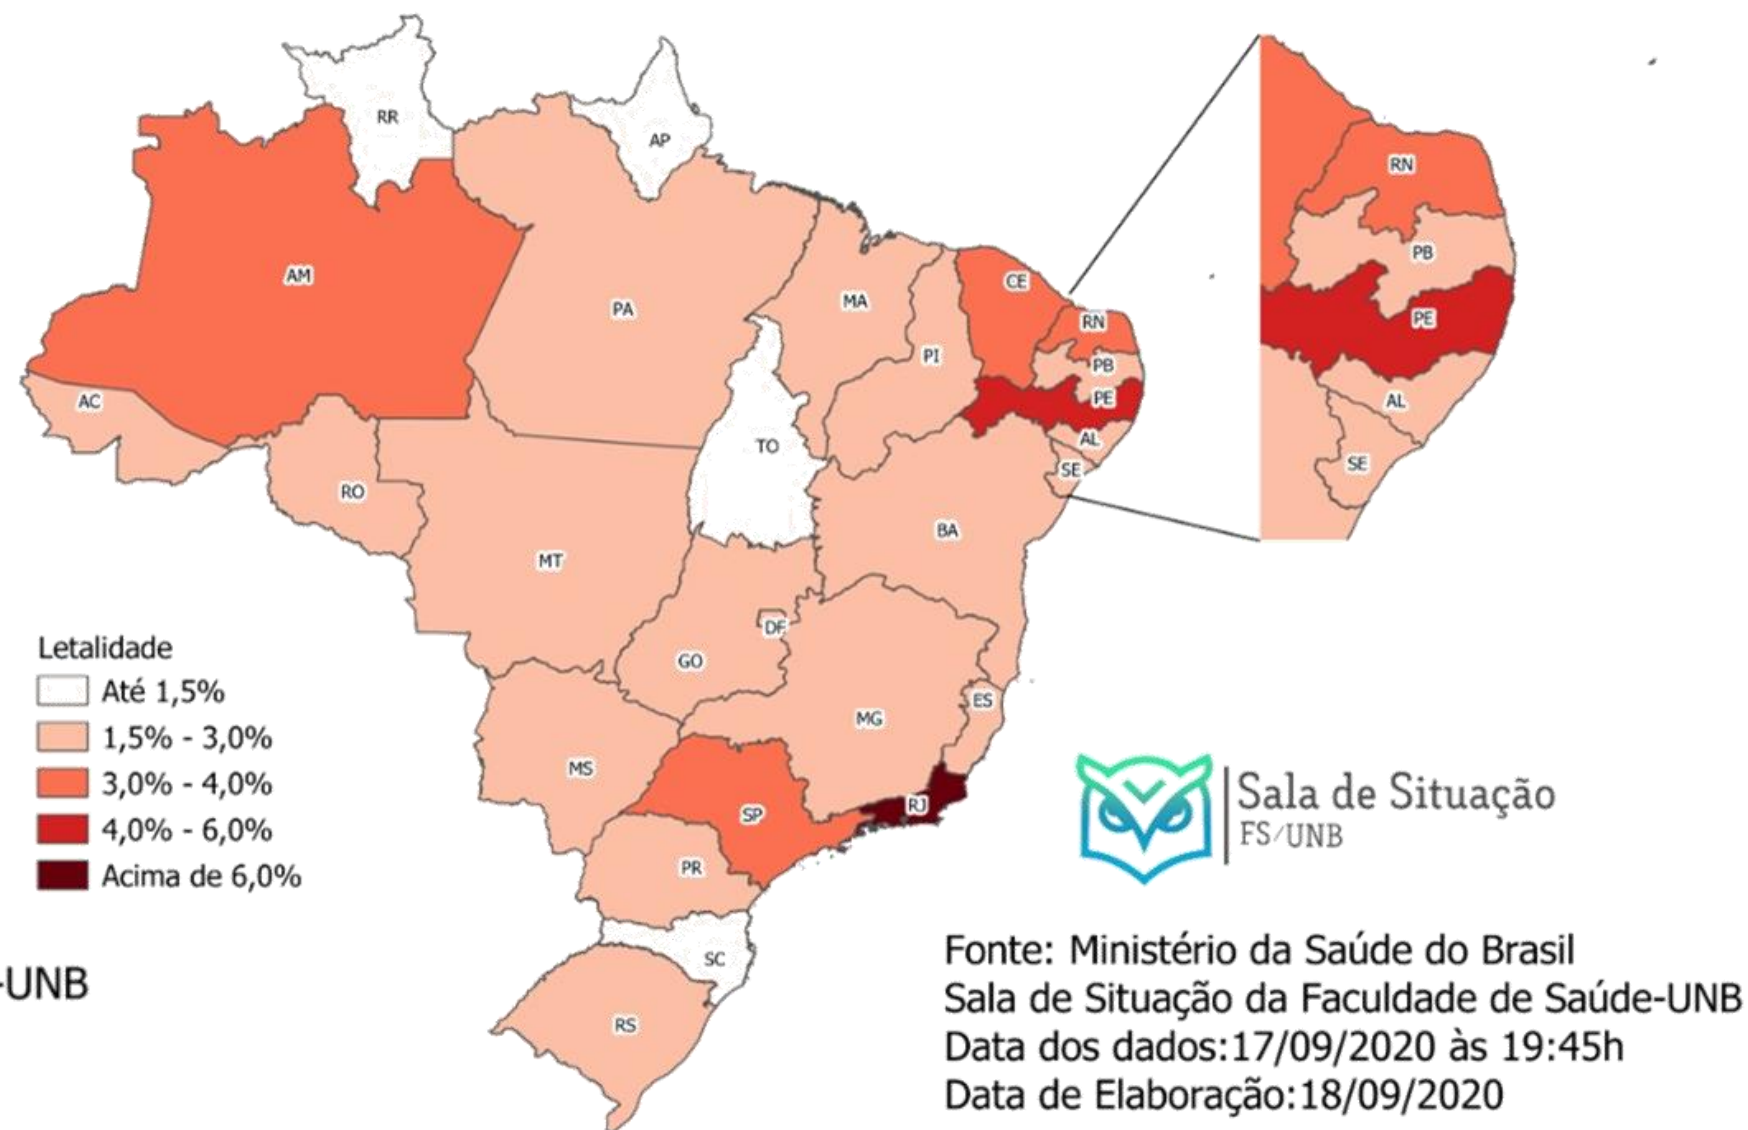 RR
AP
AM
PA
MA
CE
RN
PI
PB
PE
AC
AL
TO
SE
RO
BA
MT
DF
GO
ES
MG
MS
RJ
SP
PR
SC
RS
RN
PB
PE
AL
SE
Letalidade
Até 1,5%
1,5% - 3,0%
3,0% - 4,0%
4,0% - 6,0%
Acima de 6,0%
-UNB
Sala de Situação
FS/UNB
Fonte: Ministério da Saúde do Brasil
Sala de Situação da Faculdade de Saúde-UNB
Data dos dados:17/09/2020 às 19:45h
Data de Elaboração:18/09/2020